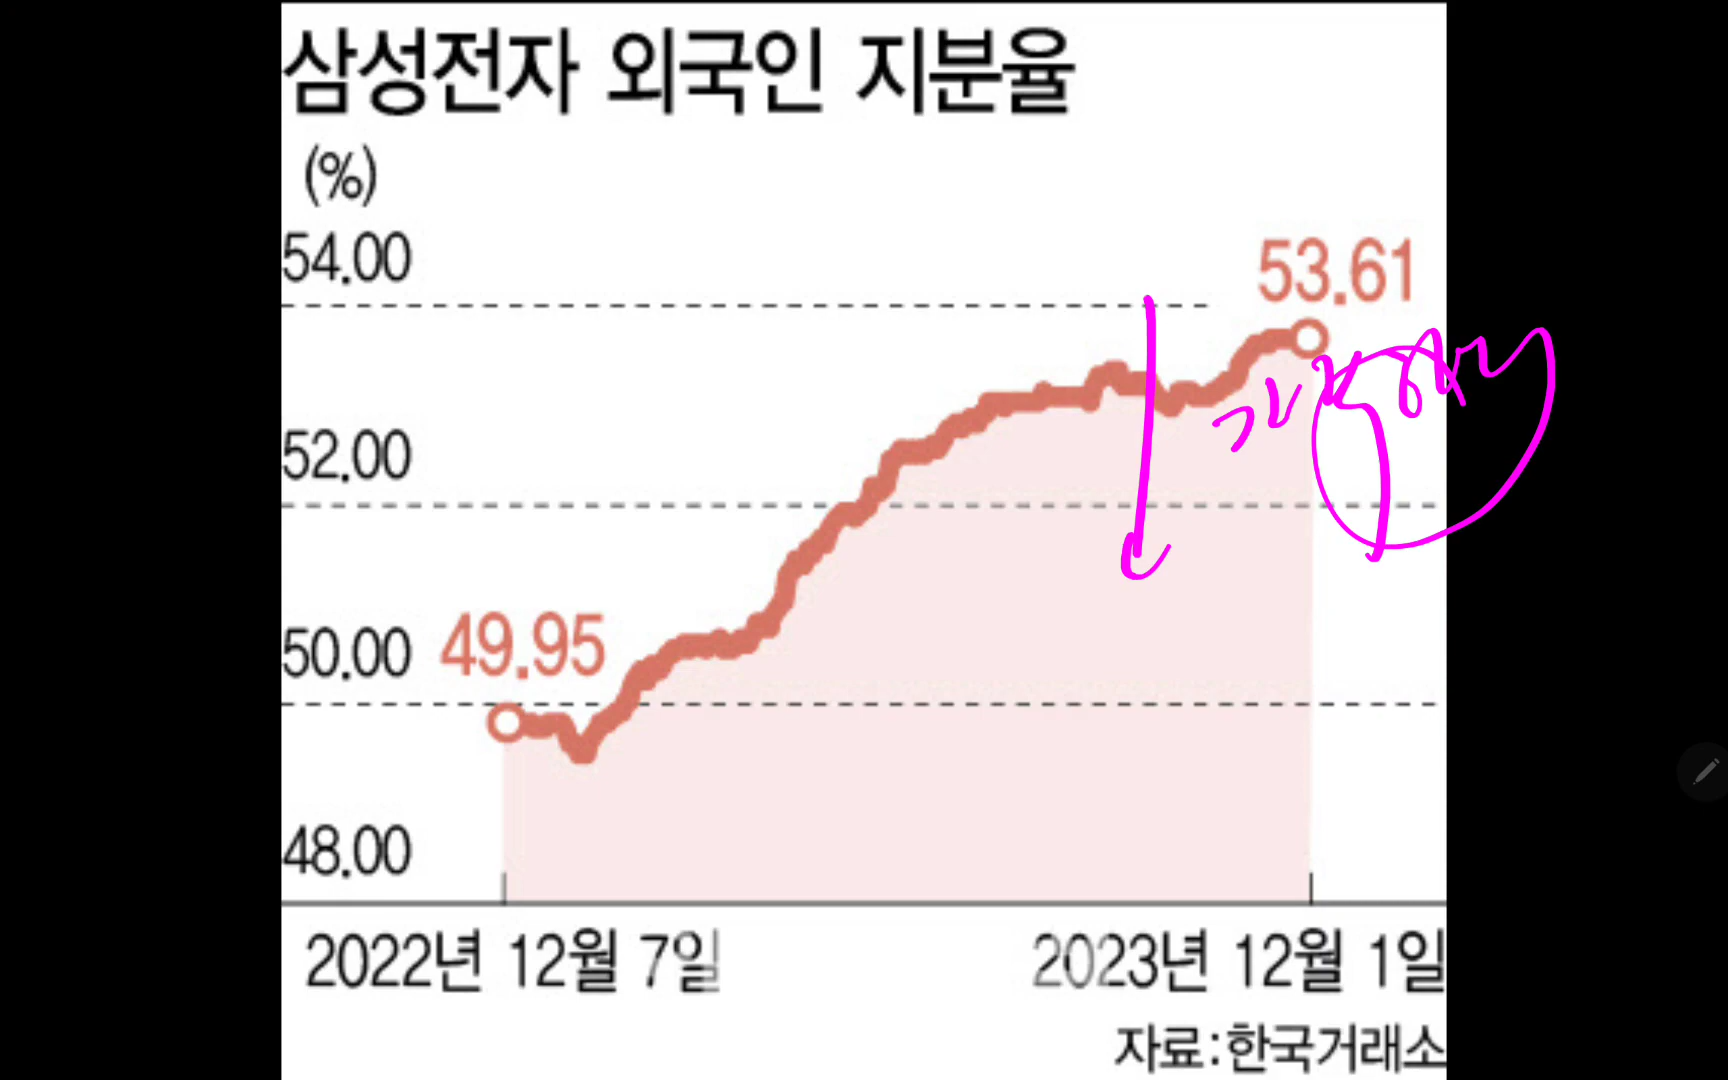 삼성전자 외국인 지분율
(%)
54.00
53.61
52.00
50.00
49.95
48.00
2022년 12월 7일
2023년 12월 1일
자료:한국거래소